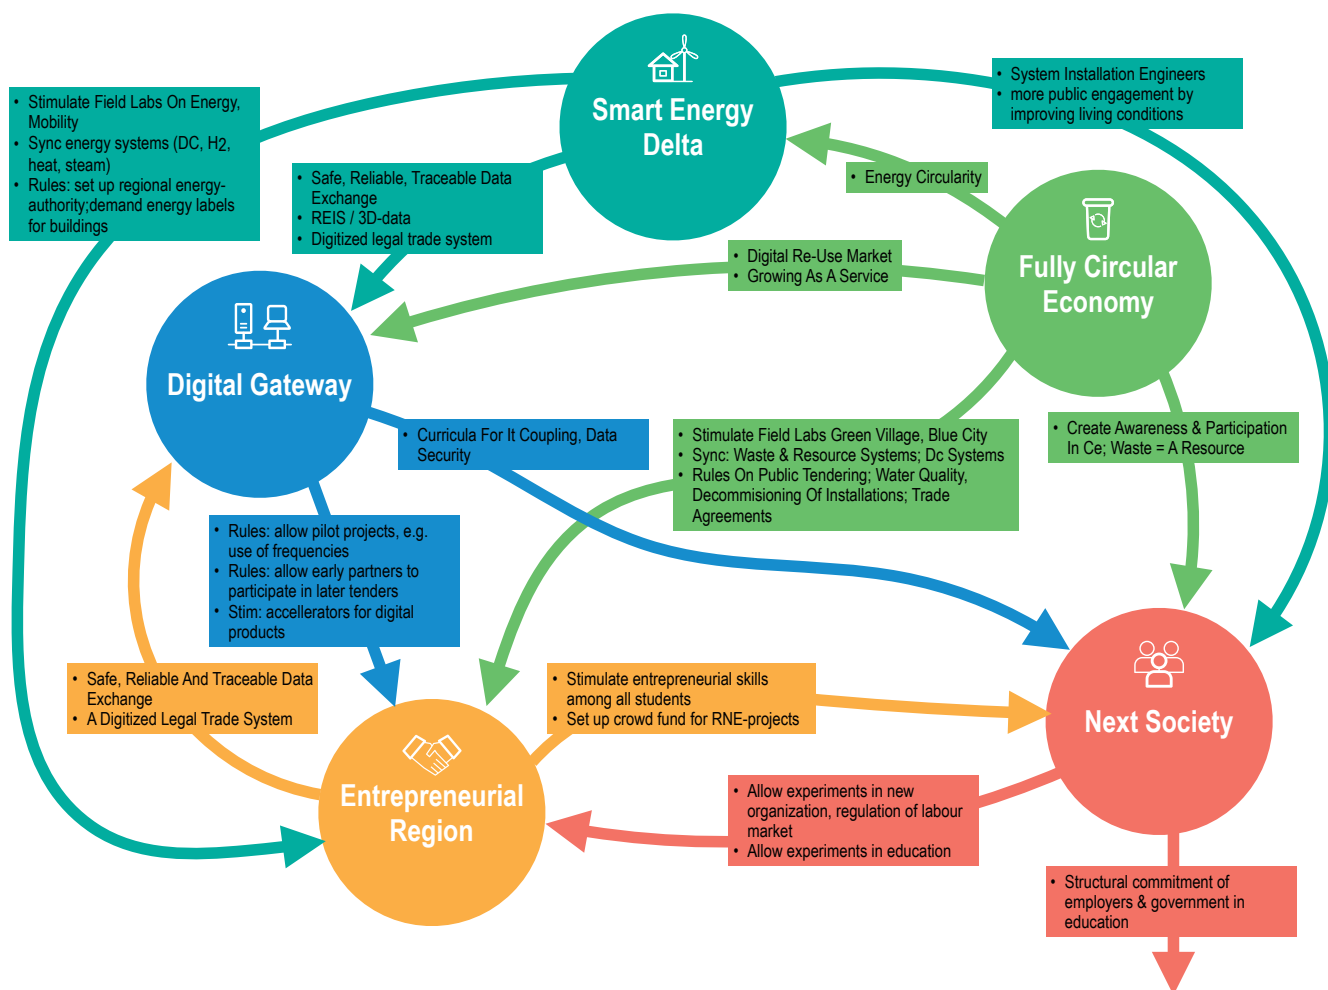 Smart Energy
Delta
• System Installation Engineers
• more public engagement by
improving living conditions
• Stimulate Field Labs On Energy,
Mobility
• Sync energy systems (DC, H2,
heat, steam)
• Rules: set up regional energy-
authority;demand energy labels
for buildings
• Safe, Reliable, Traceable Data
Exchange
• REIS / 3D-data
• Digitized legal trade system
• Energy Circularity
• Digital Re-Use Market
• Growing As A Service
Fully Circular
Economy
Digital Gateway
• Curricula For It Coupling, Data
Security
• Stimulate Field Labs Green Village, Blue City
• Sync: Waste & Resource Systems; Dc Systems
• Rules On Public Tendering; Water Quality,
Decommisioning Of Installations; Trade
Agreements
• Create Awareness & Participation
In Ce; Waste = A Resource
• Rules: allow pilot projects, e.g.
use of frequencies
• Rules: allow early partners to
participate in later tenders
• Stim: accellerators for digital
products
• Safe, Reliable And Traceable Data
Exchange
• A Digitized Legal Trade System
• Stimulate entrepreneurial skills
among all students
• Set up crowd fund for RNE-projects
Next Society
Entrepreneurial
Region
• Allow experiments in new
organization, regulation of labour
market
• Allow experiments in education
• Structural commitment of
employers & government in
education